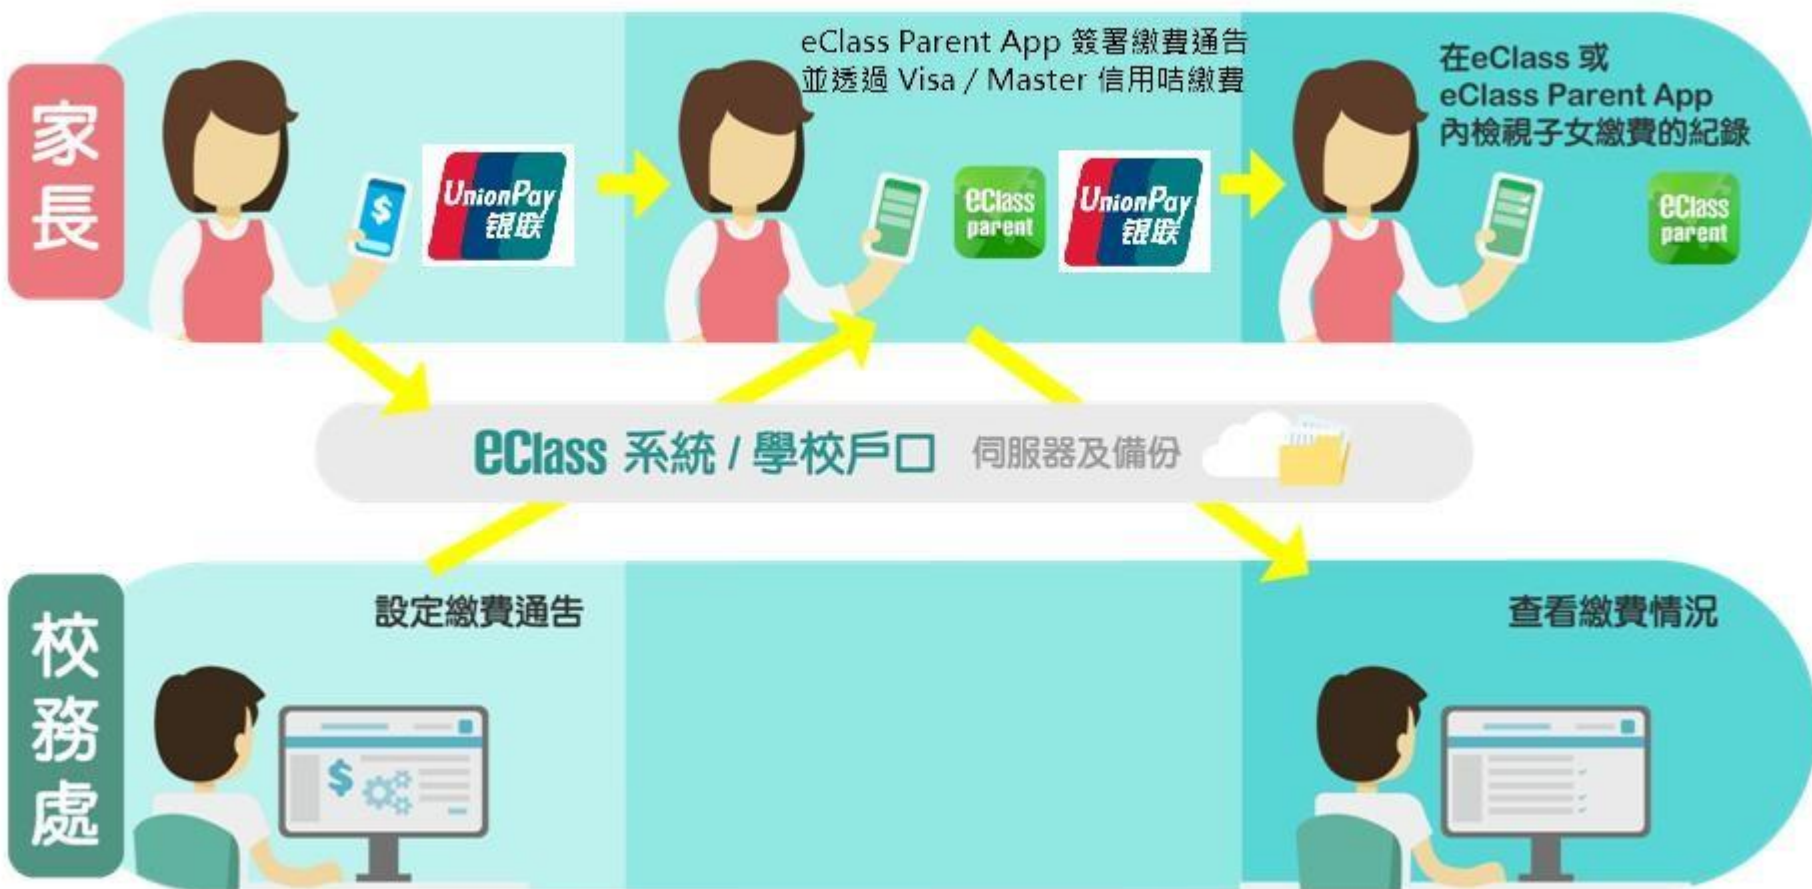 家長
UnionPay
银联
eClass Parent App 簽署繳費通告
並透過 Visa / Master 信用咭繳費
eClass
parent
UnionPay
银联
在eClass 或
eClass Parent App
內檢視子女繳費的紀錄
eClass
parent
eClass 系統 / 學校戶口 伺服器及備份
校務處
設定繳費通告
$
查看繳費情況